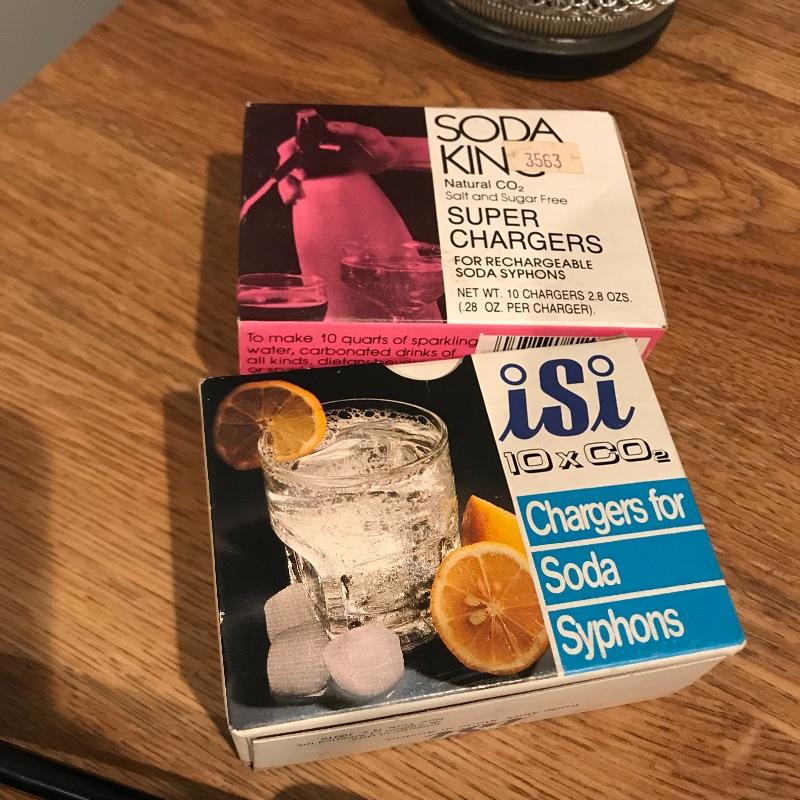 SODA
KING
3563
Natural CO₂
Salt and Sugar Free
SUPER
CHARGERS
FOR RECHARGEABLE
SODA SYPHONS
NET WT. 10 CHARGERS 2.8 OZS.
(.28 OZ. PER CHARGER).
To make 10 quarts of sparkling
water, carbonated drinks of
all kinds, dietary
iSi
10 x CO₂
Chargers for
Soda
Syphons